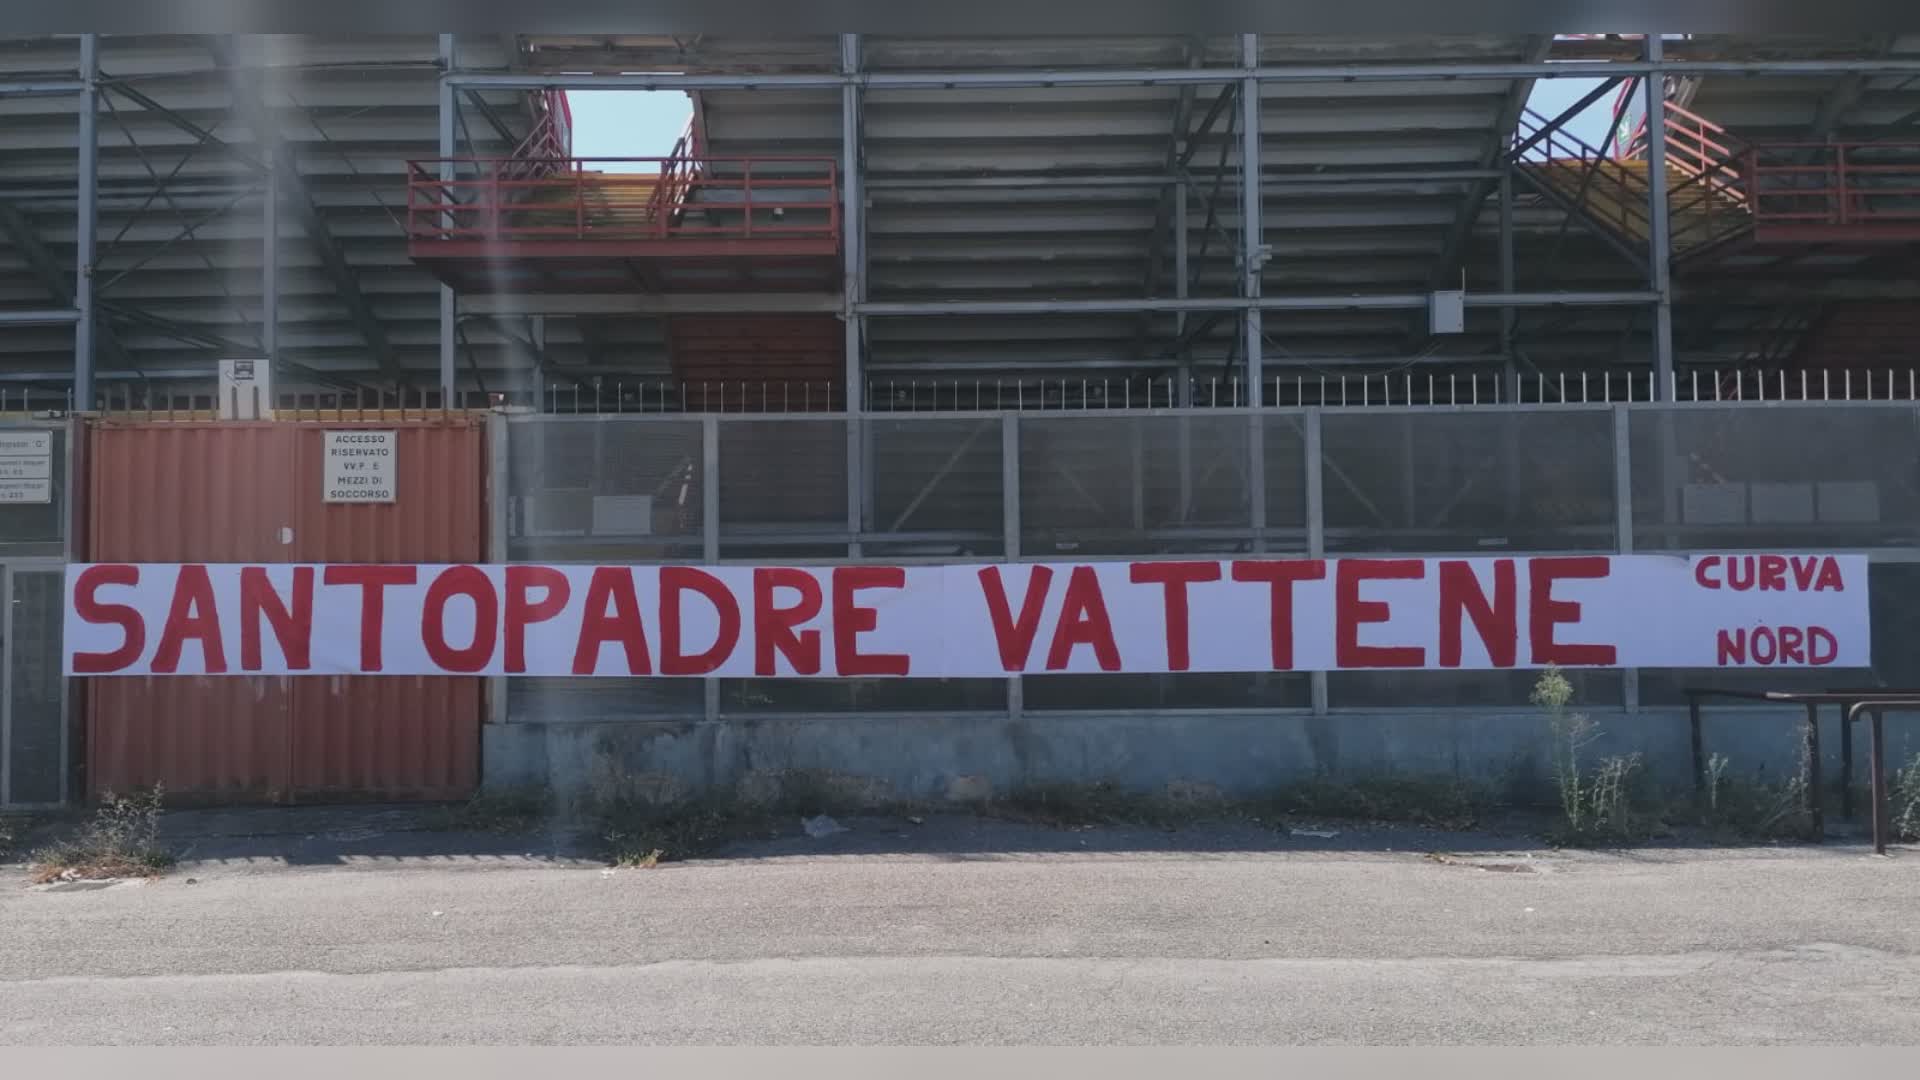 ACCESSO
RISERVATO
VV.F. E
MEZZI DI
SOCCORSO
SANTOPADRE VATTENE
CURVA
NORD